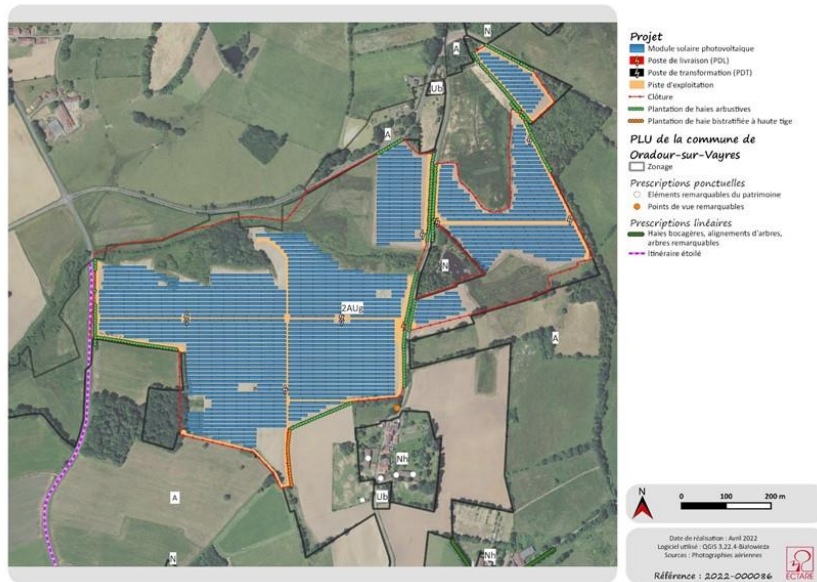 Projet
Module solaire photovoltaïque
Poste de livraison (PDL)
Poste de transformation (PDT)
Piste d'exploitation
Clôture
Plantation de haies arbustives
Plantation de haie bistratifiée à haute tige
PLU de la commune de
Oradour-sur-Vayres
Zonage
Prescriptions ponctuelles
Eléments remarquables du patrimoine
Points de vue remarquables
Prescriptions linéaires
Haies bocagères, alignements d'arbres,
arbres remarquables
Itinéraire étoilé
N
A
Ub
A
N
2AUg
A
Nh
A
Ub
N
Nh
N
0 100 200 m
Date de réalisation : Avril 2022
Logiciel utilisé : QGIS 3.22.4-Białowieża
Sources : Photographies aériennes
Référence : 2022-000086
ECTARE